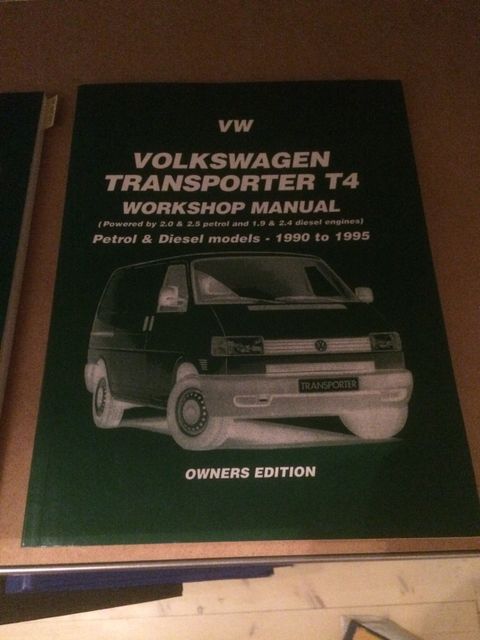 VW
VOLKSWAGEN
TRANSPORTER T4
WORKSHOP MANUAL
(Powered by 2.0 & 2.5 petrol and 1.9 & 2.4 diesel engines)
Petrol & Diesel models - 1990 to 1995
TRANSPORTER
OWNERS EDITION